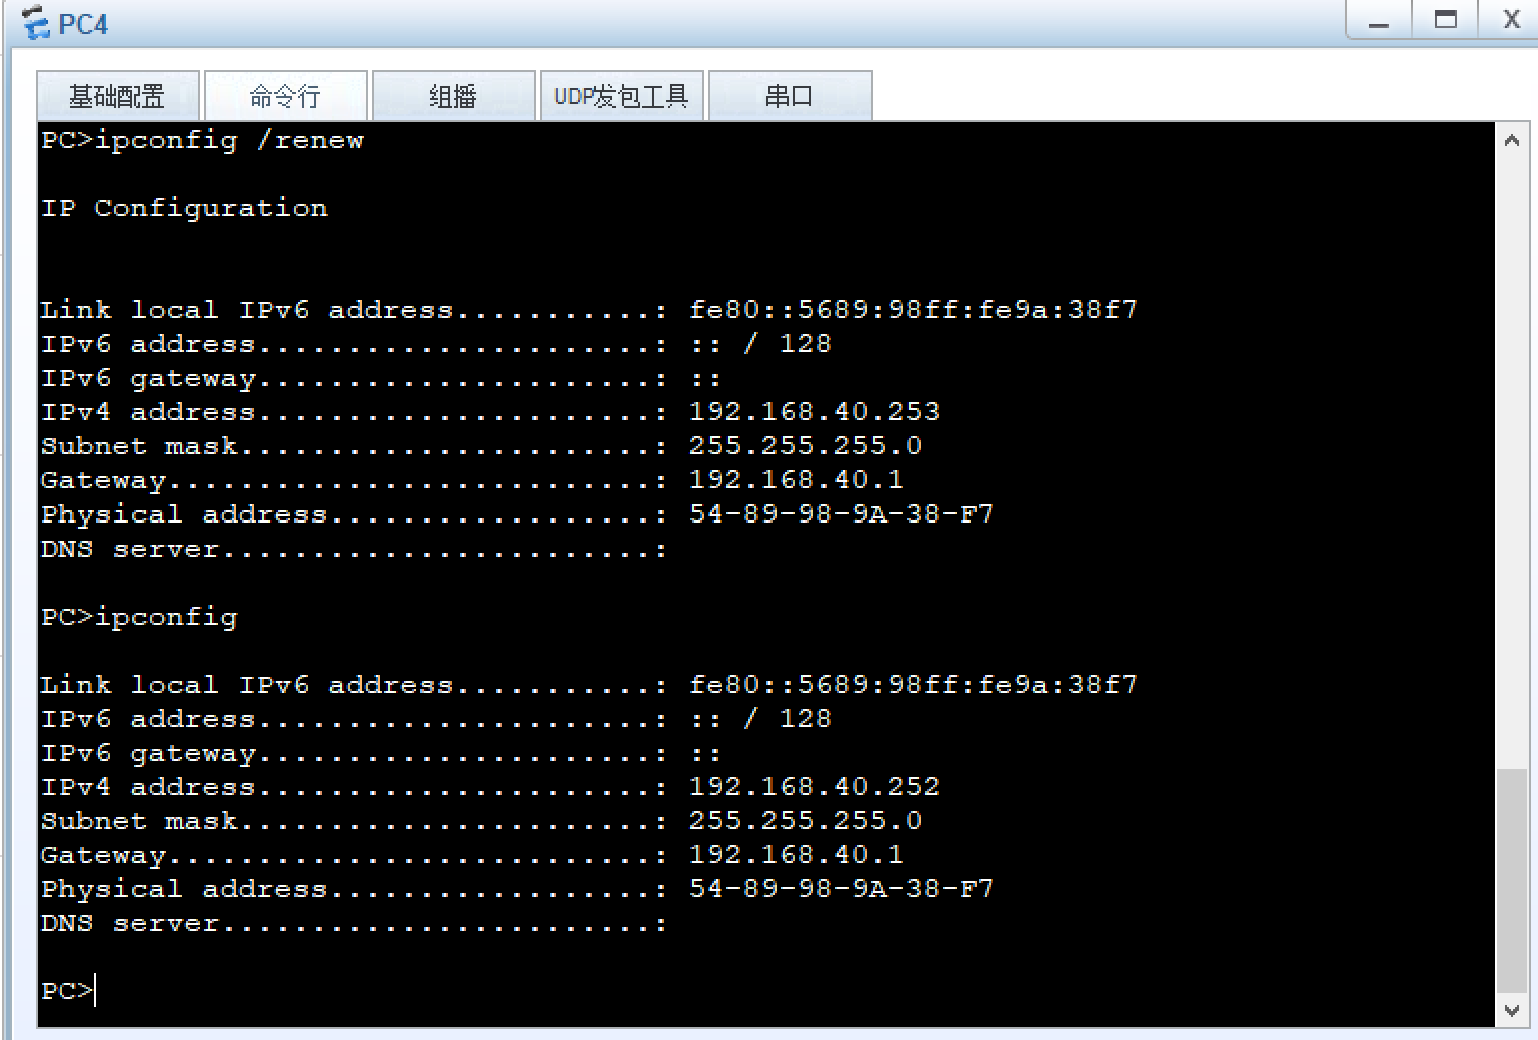 PC4
基础配置 命令行 组播 UDP发包工具 串口
PC>ipconfig /renew
IP Configuration
Link local IPv6 address...........: fe80::5689:98ff:fe9a:38f7
IPv6 address......................: :: / 128
IPv6 gateway......................: ::
IPv4 address......................: 192.168.40.253
Subnet mask.......................: 255.255.255.0
Gateway...........................: 192.168.40.1
Physical address..................: 54-89-98-9A-38-F7
DNS server........................:
PC>ipconfig
Link local IPv6 address...........: fe80::5689:98ff:fe9a:38f7
IPv6 address......................: :: / 128
IPv6 gateway......................: ::
IPv4 address......................: 192.168.40.252
Subnet mask.......................: 255.255.255.0
Gateway...........................: 192.168.40.1
Physical address..................: 54-89-98-9A-38-F7
DNS server........................:
PC>